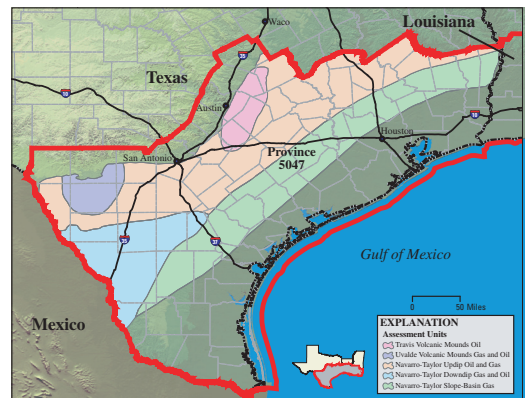 Waco
Louisiana
35
Texas
10
Austin
10
Houston
Province
5047
San Antonio
35
37
Gulf of Mexico
0
50 Miles
Mexico
EXPLANATION
Assessment Units
Travis Volcanic Mounds Oil
Uvalde Volcanic Mounds Gas and Oil
Navarro-Taylor Updip Oil and Gas
Navarro-Taylor Downdip Gas and Oil
Navarro-Taylor Slope-Basin Gas